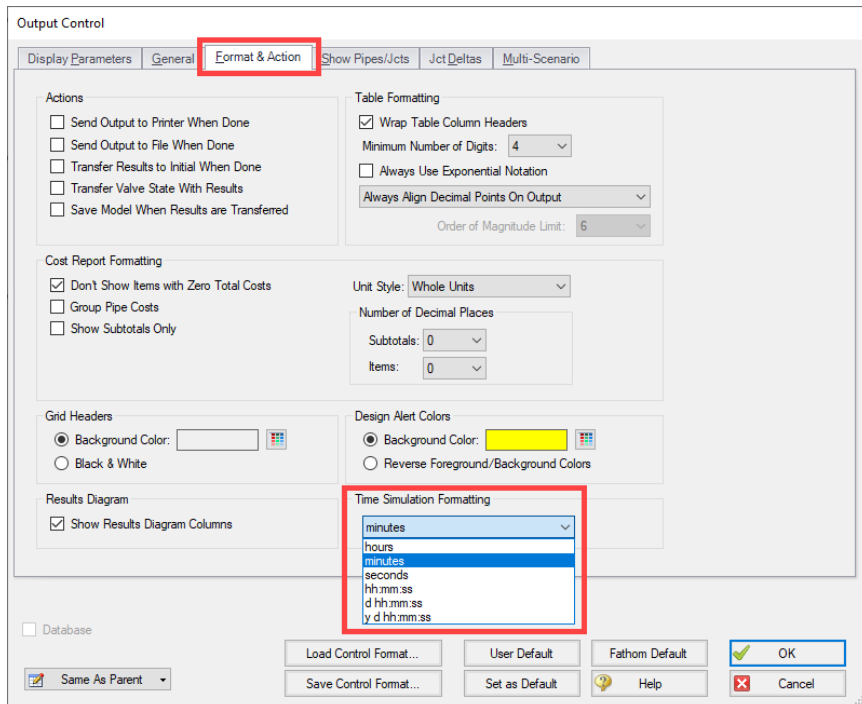 Output Control
Display Parameters General Format & Action Show Pipes/Jcts Jct Deltas Multi-Scenario
Actions
Send Output to Printer When Done
Send Output to File When Done
Transfer Results to Initial When Done
Transfer Valve State With Results
Save Model When Results are Transferred
Table Formatting
Wrap Table Column Headers
Minimum Number of Digits: 4
Always Use Exponential Notation
Always Align Decimal Points On Output
Order of Magnitude Limit: 6
Cost Report Formatting
Don't Show Items with Zero Total Costs
Group Pipe Costs
Show Subtotals Only
Unit Style: Whole Units
Number of Decimal Places
Subtotals: 0
Items: 0
Grid Headers
Background Color:
Black & White
Design Alert Colors
Background Color:
Reverse Foreground/Background Colors
Results Diagram
Show Results Diagram Columns
Time Simulation Formatting
minutes
hours
minutes
seconds
hh:mm:ss
d hh:mm:ss
y d hh:mm:ss
Database
Same As Parent
Load Control Format... User Default Fathom Default OK
Save Control Format... Set as Default Help Cancel